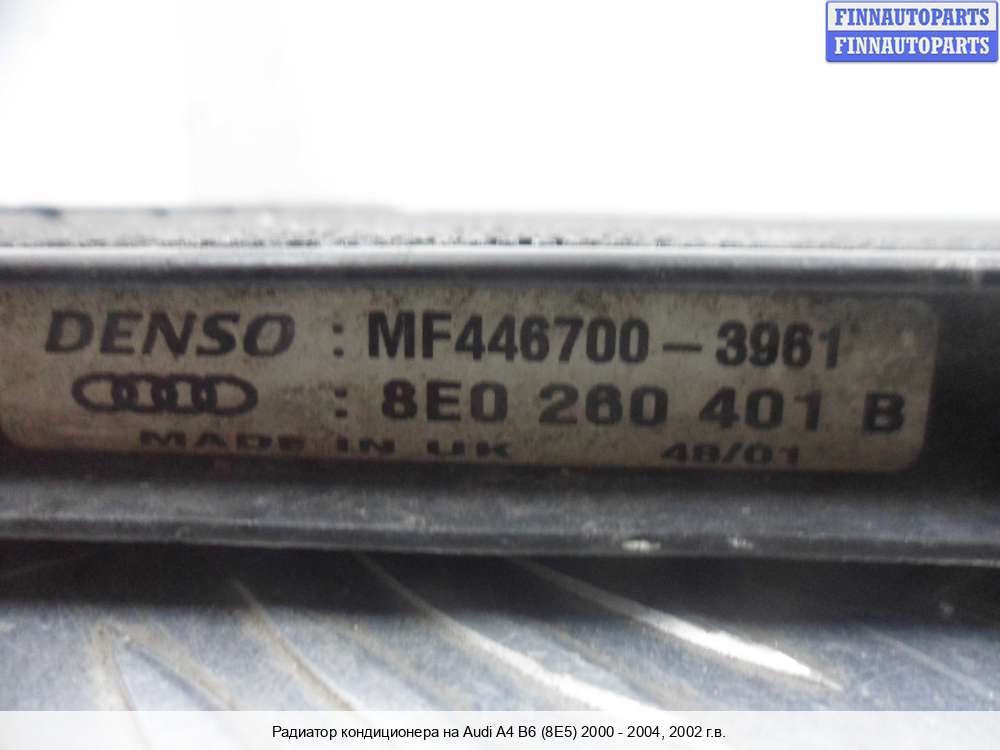 FINNAUTOPARTS
FINNAUTOPARTS
DENSO : MF446700-3961
: 8E0 260 401 B
MADE IN UK 48/01
Радиатор кондиционера на Audi A4 B6 (8E5) 2000 - 2004, 2002 г.в.